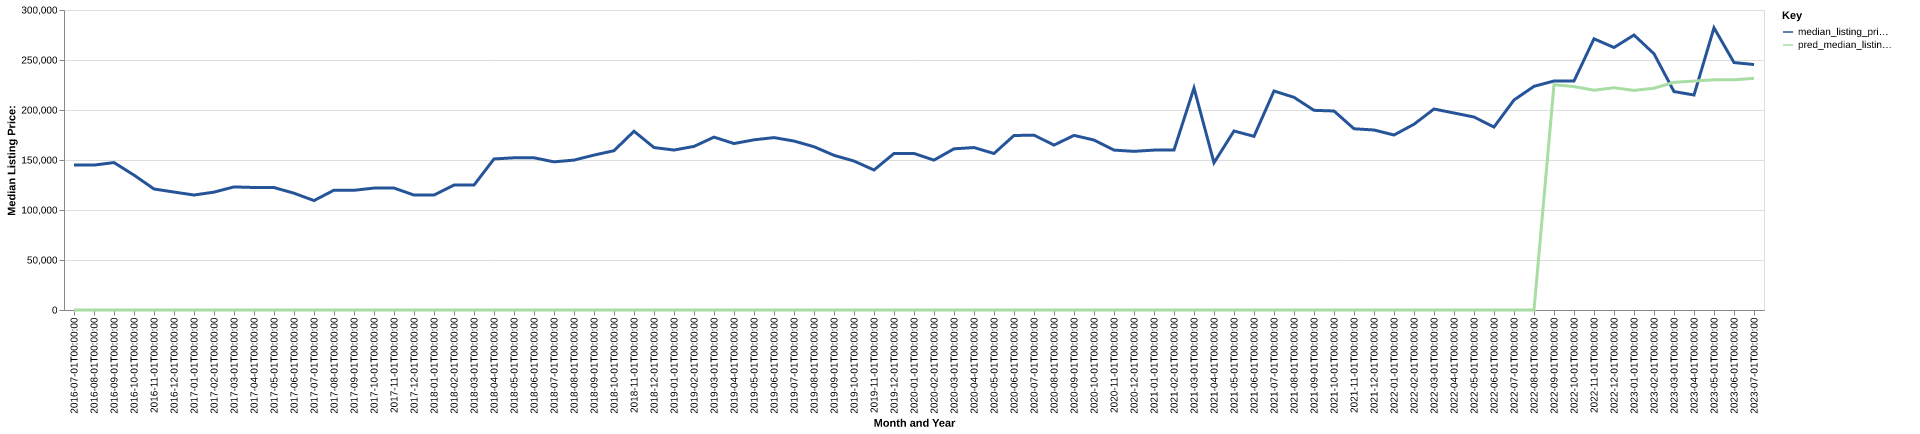 300,000
250,000
200,000
150,000
100,000
50,000
0
Median Listing Price:
2016-07-01T00:00:00
2016-08-01T00:00:00
2016-09-01T00:00:00
2016-10-01T00:00:00
2016-11-01T00:00:00
2016-12-01T00:00:00
2017-01-01T00:00:00
2017-02-01T00:00:00
2017-03-01T00:00:00
2017-04-01T00:00:00
2017-05-01T00:00:00
2017-06-01T00:00:00
2017-07-01T00:00:00
2017-08-01T00:00:00
2017-09-01T00:00:00
2017-10-01T00:00:00
2017-11-01T00:00:00
2017-12-01T00:00:00
2018-01-01T00:00:00
2018-02-01T00:00:00
2018-03-01T00:00:00
2018-04-01T00:00:00
2018-05-01T00:00:00
2018-06-01T00:00:00
2018-07-01T00:00:00
2018-08-01T00:00:00
2018-09-01T00:00:00
2018-10-01T00:00:00
2018-11-01T00:00:00
2018-12-01T00:00:00
2019-01-01T00:00:00
2019-02-01T00:00:00
2019-03-01T00:00:00
2019-04-01T00:00:00
2019-05-01T00:00:00
2019-06-01T00:00:00
2019-07-01T00:00:00
2019-08-01T00:00:00
2019-09-01T00:00:00
2019-10-01T00:00:00
2019-11-01T00:00:00
2019-12-01T00:00:00
2020-01-01T00:00:00
2020-02-01T00:00:00
2020-03-01T00:00:00
2020-04-01T00:00:00
2020-05-01T00:00:00
2020-06-01T00:00:00
2020-07-01T00:00:00
2020-08-01T00:00:00
2020-09-01T00:00:00
2020-10-01T00:00:00
2020-11-01T00:00:00
2020-12-01T00:00:00
2021-01-01T00:00:00
2021-02-01T00:00:00
2021-03-01T00:00:00
2021-04-01T00:00:00
2021-05-01T00:00:00
2021-06-01T00:00:00
2021-07-01T00:00:00
2021-08-01T00:00:00
2021-09-01T00:00:00
2021-10-01T00:00:00
2021-11-01T00:00:00
2021-12-01T00:00:00
2022-01-01T00:00:00
2022-02-01T00:00:00
2022-03-01T00:00:00
2022-04-01T00:00:00
2022-05-01T00:00:00
2022-06-01T00:00:00
2022-07-01T00:00:00
2022-08-01T00:00:00
2022-09-01T00:00:00
2022-10-01T00:00:00
2022-11-01T00:00:00
2022-12-01T00:00:00
2023-01-01T00:00:00
2023-02-01T00:00:00
2023-03-01T00:00:00
2023-04-01T00:00:00
2023-05-01T00:00:00
2023-06-01T00:00:00
2023-07-01T00:00:00
Month and Year
Key
median_listing_pri…
pred_median_listin…